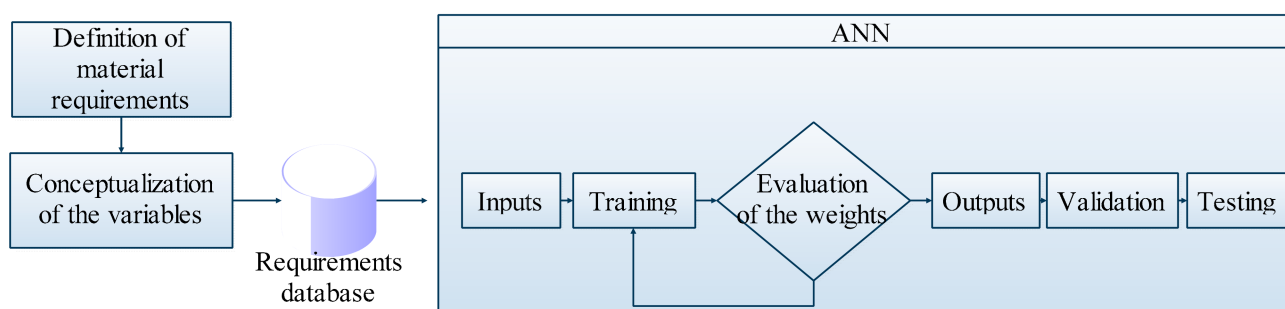 Definition of
material
requirements
Conceptualization
of the variables
Requirements
database
ANN
Inputs
Training
Evaluation
of the weights
Outputs
Validation
Testing